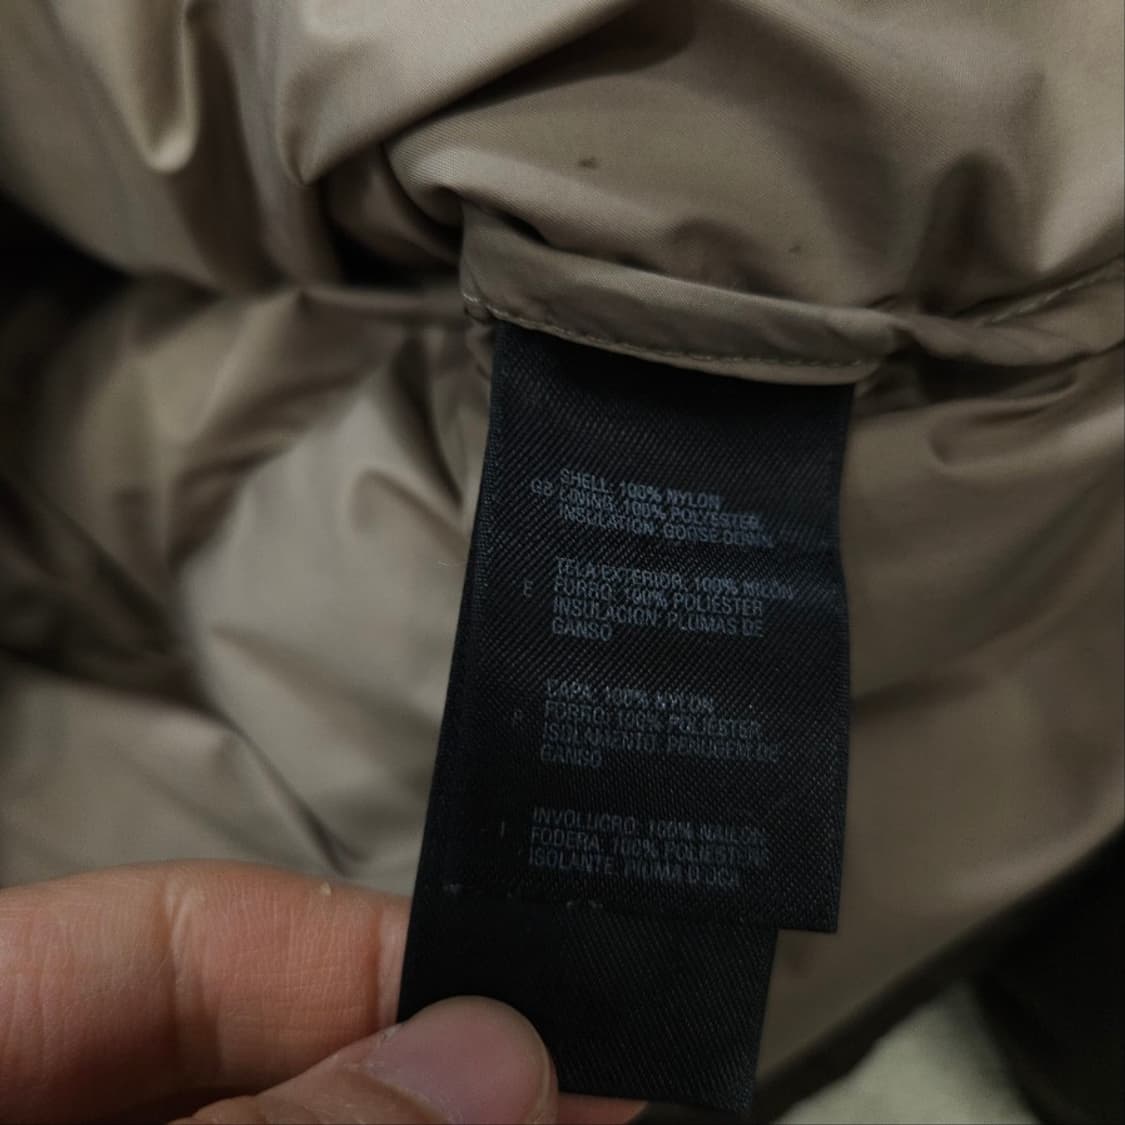 SHELL: 100% NYLON
GB LINING: 100% POLYESTER
INSULATION: GOOSE DOWN
TELA EXTERIOR: 100% NILON
E FORRO: 100% POLIESTER
INSULACION: PLUMAS DE
GANSO
CAPA: 100% NYLON
FORRO: 100% POLIESTER
ISOLAMENTO: PENUGEM DE
GANSO
INVOLUCRO: 100% NAILON
I FODERA: 100% POLIESTERE
ISOLANTE: PIUMA D'OCA